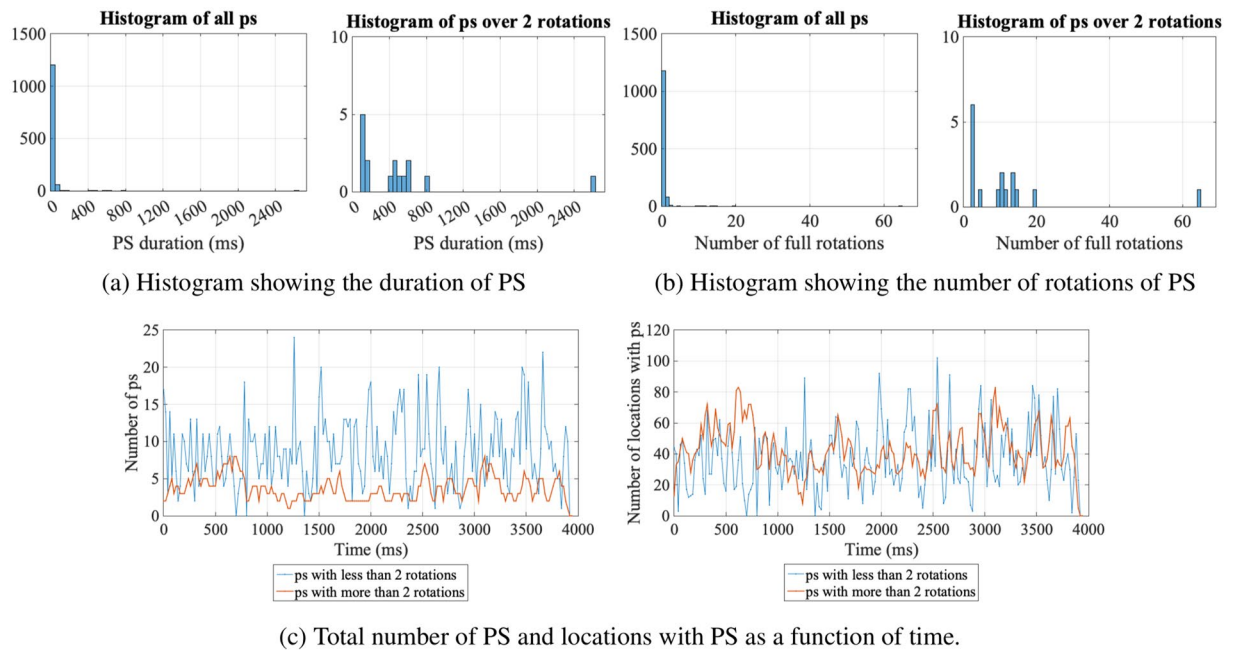 Histogram of all ps
1500
1000
500
0
0 400 800 1200 1600 2000 2400
PS duration (ms)
Histogram of ps over 2 rotations
10
5
0
0 400 800 1200 1600 2000 2400
PS duration (ms)
(a) Histogram showing the duration of PS
Histogram of all ps
1500
1000
500
0
0 20 40 60
Number of full rotations
Histogram of ps over 2 rotations
10
5
0
0 20 40 60
Number of full rotations
(b) Histogram showing the number of rotations of PS
Number of ps
25
20
15
10
5
0
0 500 1000 1500 2000 2500 3000 3500 4000
Time (ms)
ps with less than 2 rotations
ps with more than 2 rotations
Number of locations with ps
120
100
80
60
40
20
0
0 500 1000 1500 2000 2500 3000 3500 4000
Time (ms)
ps with less than 2 rotations
ps with more than 2 rotations
(c) Total number of PS and locations with PS as a function of time.